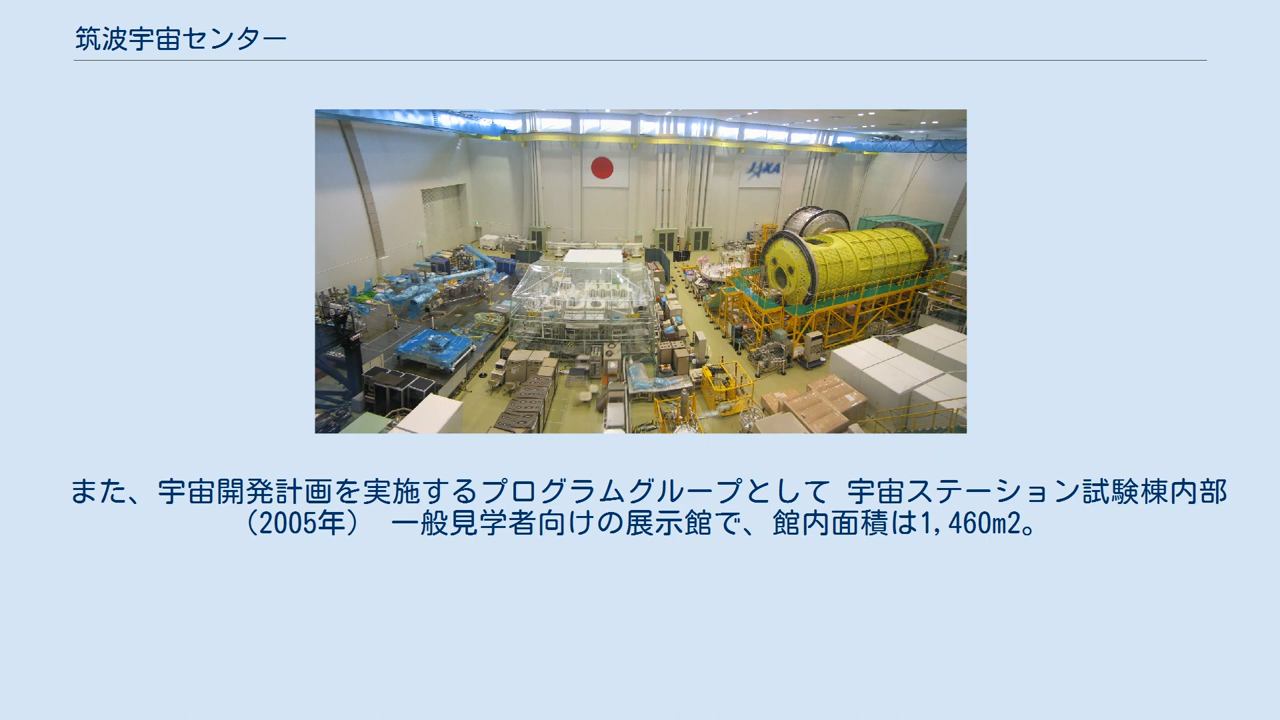 筑波宇宙センター
JAXA
また、宇宙開発計画を実施するプログラムグループとして 宇宙ステーション試験棟内部
（2005年） 一般見学者向けの展示館で、館内面積は1,460m2。